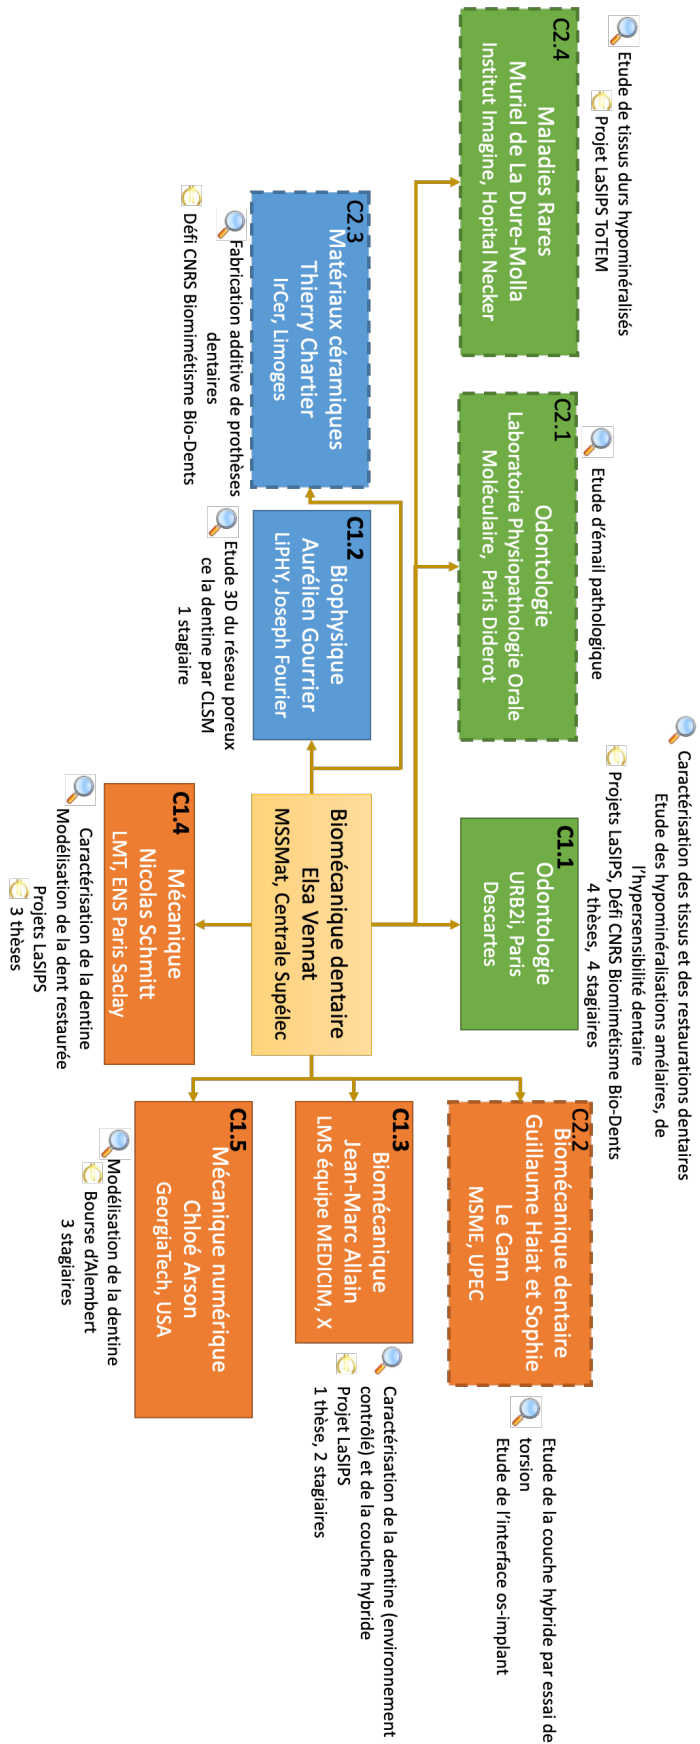 C2.4
Maladies Rares
Muriel de La Dure-Molla
Institut Imagine, Hopital Necker
Etude de tissus durs hypominéralisés
Projet LaSIPS ToTEM
C2.1
Odontologie
Laboratoire Physiopathologie Orale
Moléculaire, Paris Diderot
Etude d'émail pathologique
Caractérisation des tissus et des restaurations dentaires
Etude des hypominéralisations amélaires, de
l'hypersensibilité dentaire
Projets LaSIPS, Défi CNRS Biomimétisme Bio-Dents
4 thèses, 4 stagiaires
C1.1
Odontologie
URB2i, Paris
Descartes
C2.2
Biomécanique dentaire
Guillaume Haiat et Sophie
Le Cann
MSME, UPEC
Etude de la couche hybride par essai de
torsion
Etude de l'interface os-implant
C2.3
Matériaux céramiques
Thierry Chartier
IrCer, Limoges
Fabrication additive de prothèses
dentaires
Défi CNRS Biomimétisme Bio-Dents
C1.2
Biophysique
Aurélien Gourrier
LiPHY, Joseph Fourier
Etude 3D du réseau poreux
ce la dentine par CLSM
1 stagiaire
Biomécanique dentaire
Elsa Vennat
MSSMat, Centrale Supélec
C1.3
Biomécanique
Jean-Marc Allain
LMS équipe MEDICIM, X
Caractérisation de la dentine (environnement
contrôlé) et de la couche hybride
Projet LaSIPS
1 thèse, 2 stagiaires
C1.4
Mécanique
Nicolas Schmitt
LMT, ENS Paris Saclay
Caractérisation de la dentine
Modélisation de la dent restaurée
Projets LaSIPS
3 thèses
C1.5
Mécanique numérique
Chloé Arson
GeorgiaTech, USA
Modélisation de la dentine
Bourse d'Alembert
3 stagiaires